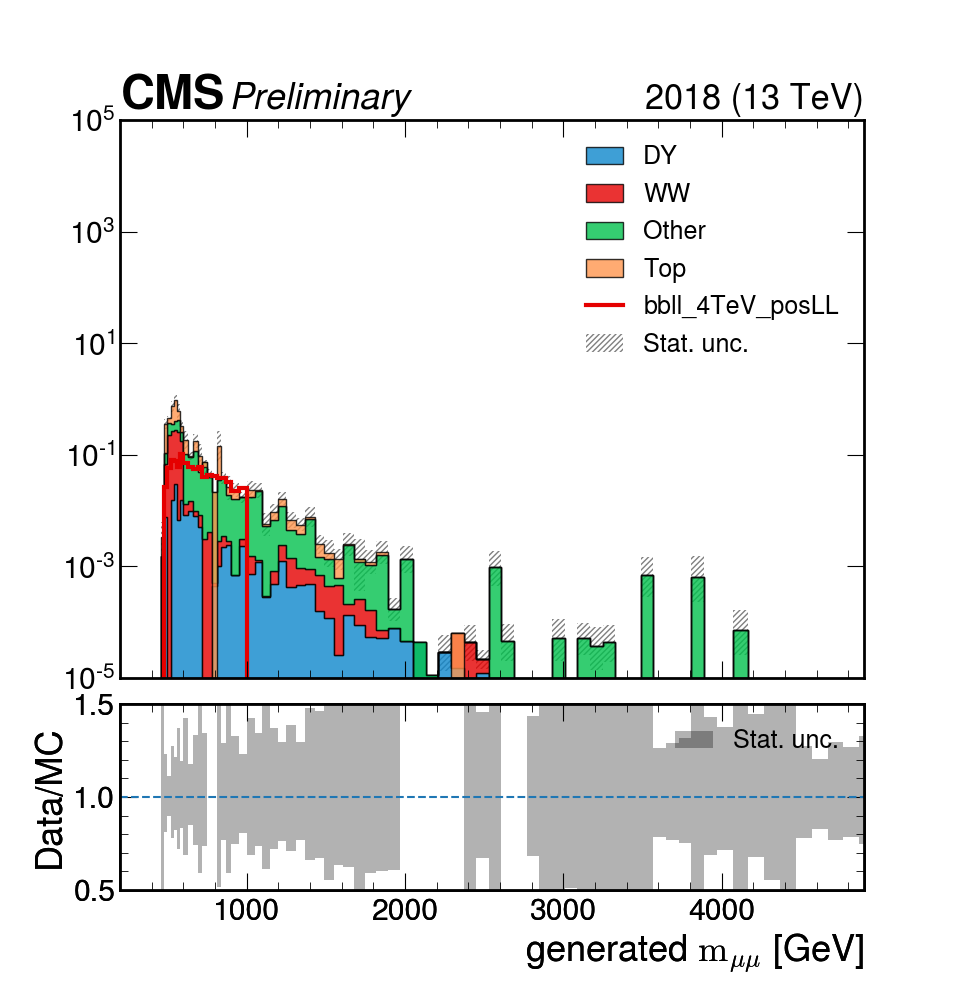 CMS Preliminary 2018 (13 TeV)
10^5
10^3
10^1
10^-1
10^-3
10^-5
DY
WW
Other
Top
bbll_4TeV_posLL
Stat. unc.
1.5
1.0
0.5
Data/MC
Stat. unc.
1000 2000 3000 4000
generated m_μμ [GeV]